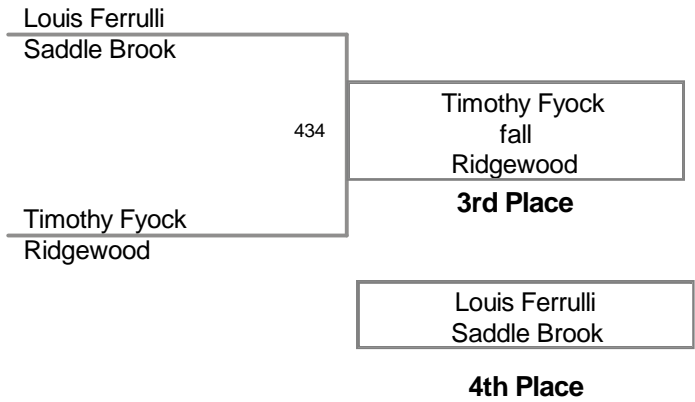 Louis Ferrulli
Saddle Brook
Timothy Fyock
434
fall
Ridgewood
3rd Place
Timothy Fyock
Ridgewood
Louis Ferrulli
Saddle Brook
4th Place